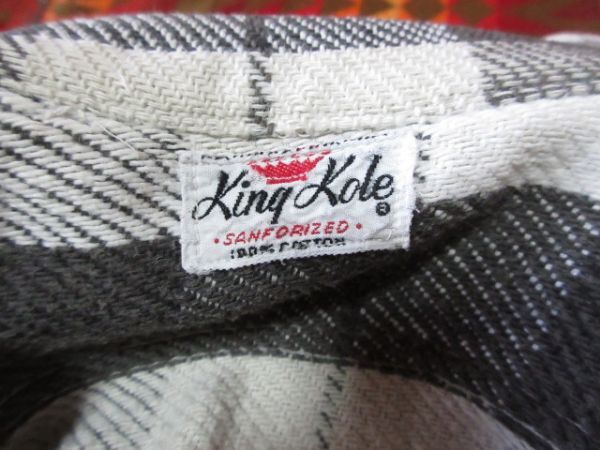 King Kole ®
• SANFORIZED •
100% COTTON